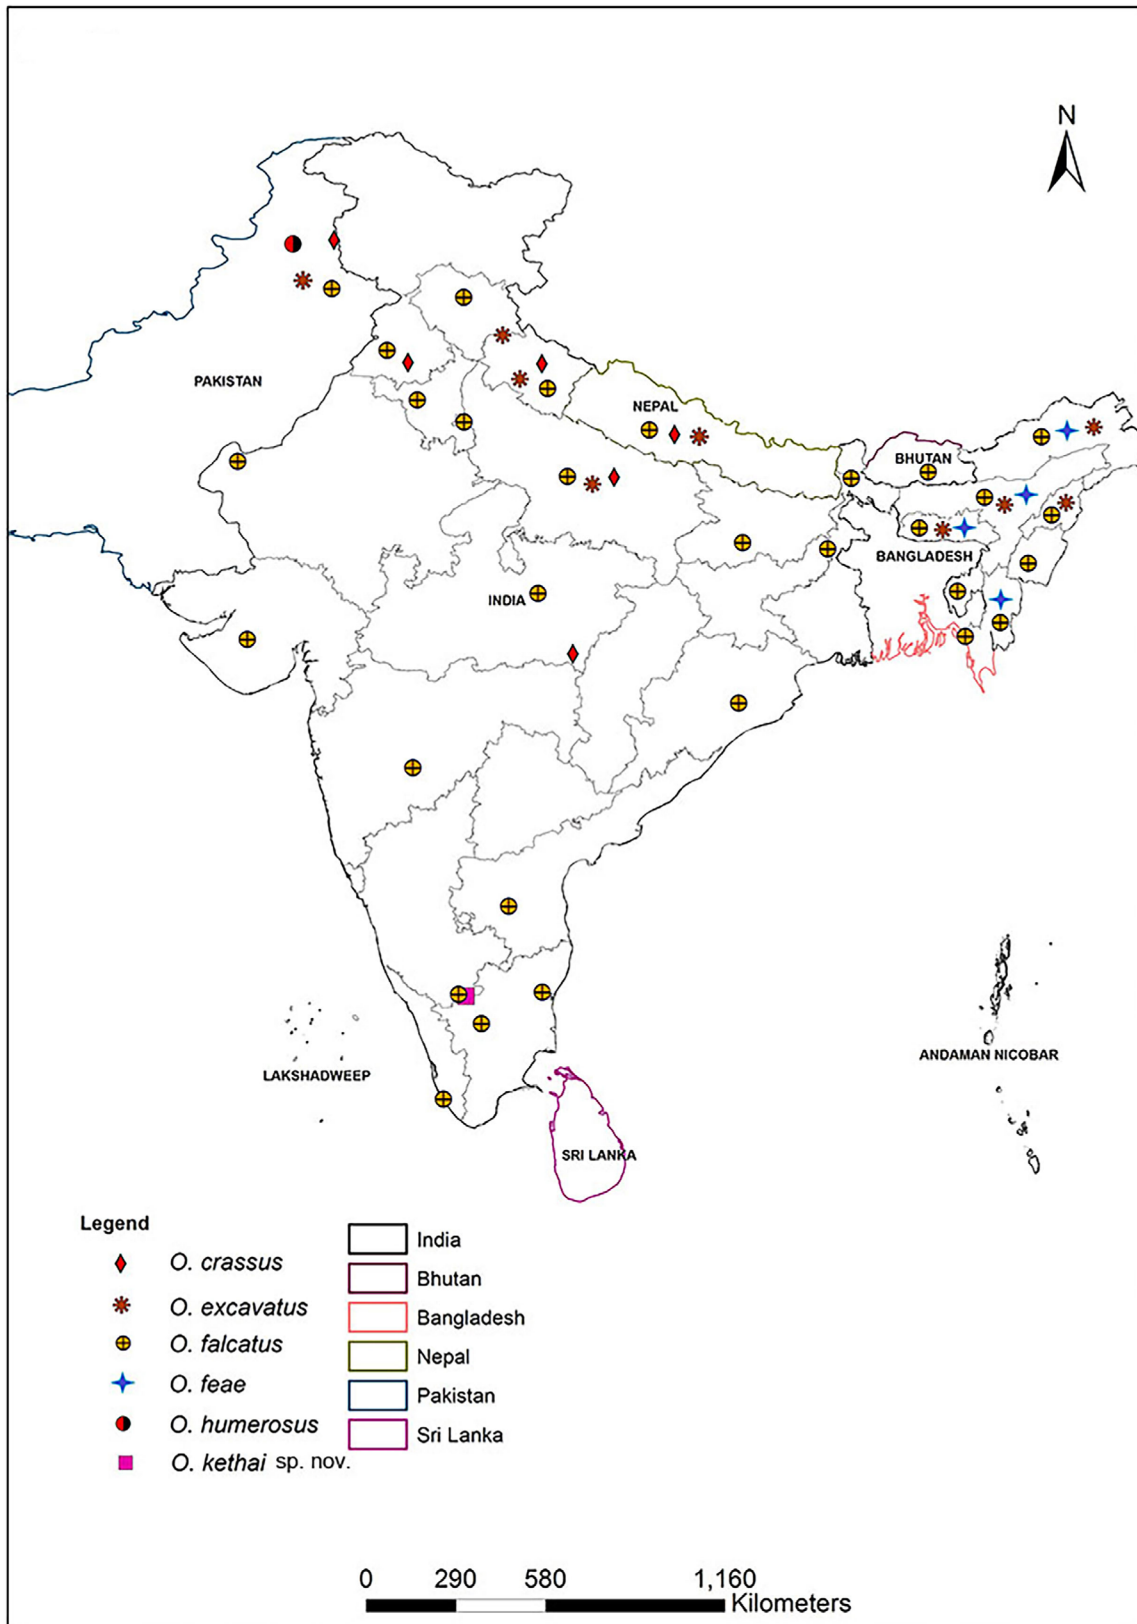 N
PAKISTAN
NEPAL
BHUTAN
BANGLADESH
INDIA
LAKSHADWEEP
ANDAMAN NICOBAR
SRI LANKA
Legend
O. crassus
O. excavatus
O. falcatus
O. feae
O. humerosus
O. kethai sp. nov.
India
Bhutan
Bangladesh
Nepal
Pakistan
Sri Lanka
0 290 580 1,160
Kilometers